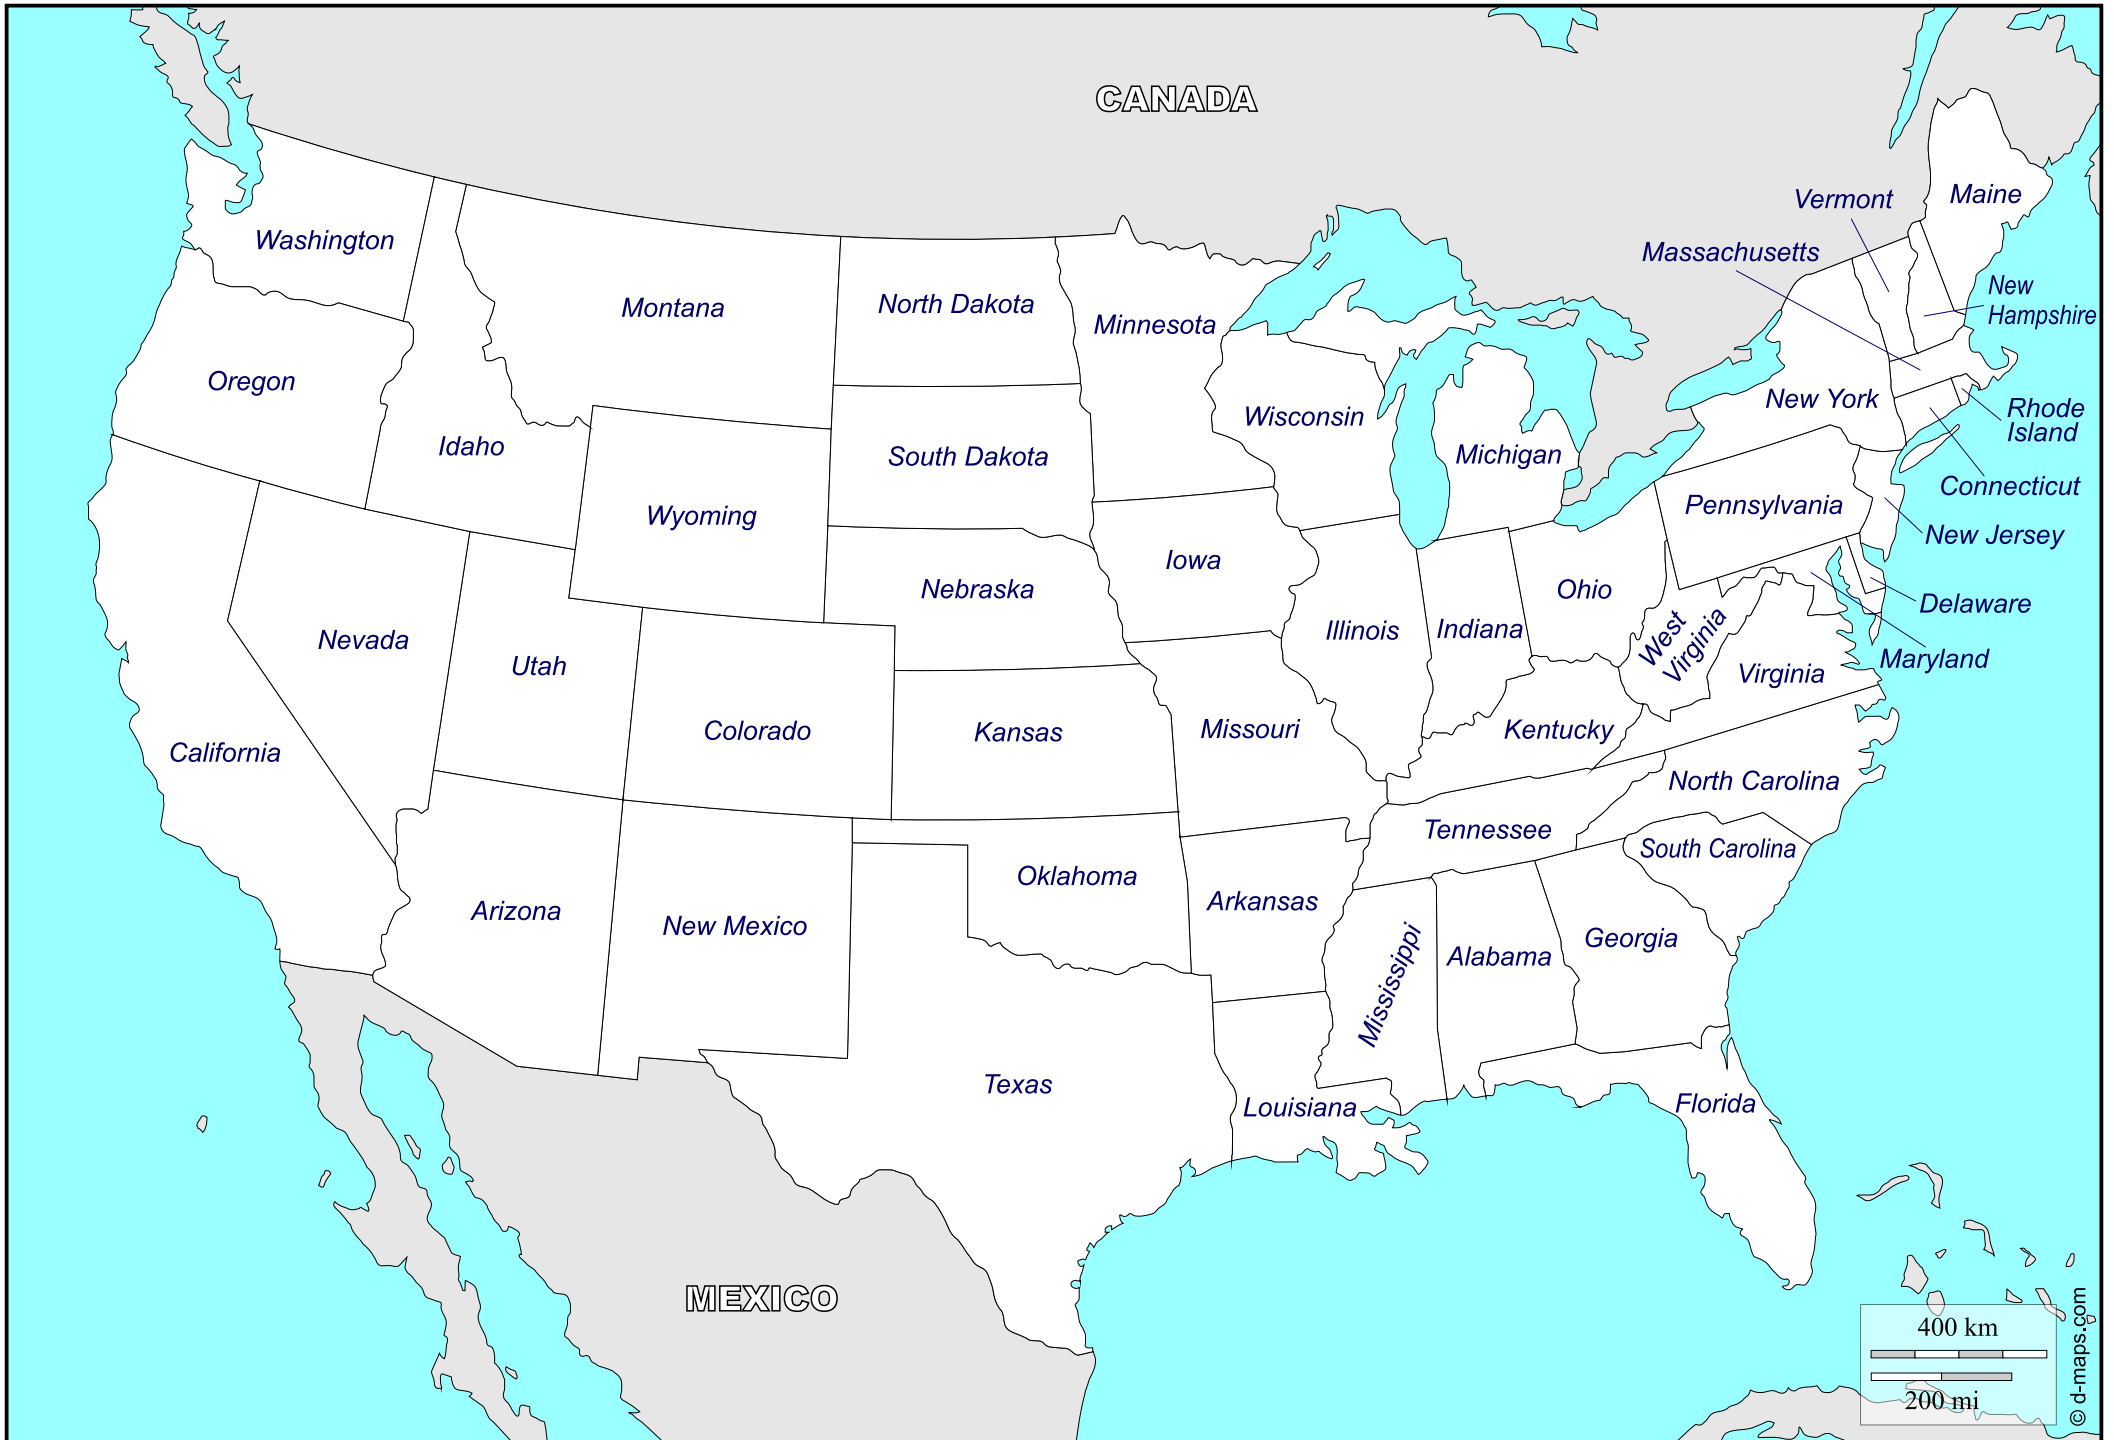 CANADA
Vermont
Maine
Massachusetts
Washington
New
Hampshire
Montana
North Dakota
Minnesota
Oregon
New York
Rhode
Island
Wisconsin
Idaho
South Dakota
Michigan
Connecticut
Pennsylvania
Wyoming
New Jersey
Iowa
Nebraska
Ohio
Delaware
Nevada
Illinois
Indiana
West
Virginia
Maryland
Utah
Virginia
California
Colorado
Kansas
Missouri
Kentucky
North Carolina
Tennessee
South Carolina
Oklahoma
Arkansas
Arizona
New Mexico
Georgia
Mississippi
Alabama
Texas
Louisiana
Florida
MEXICO
400 km
200 mi
© d-maps.com